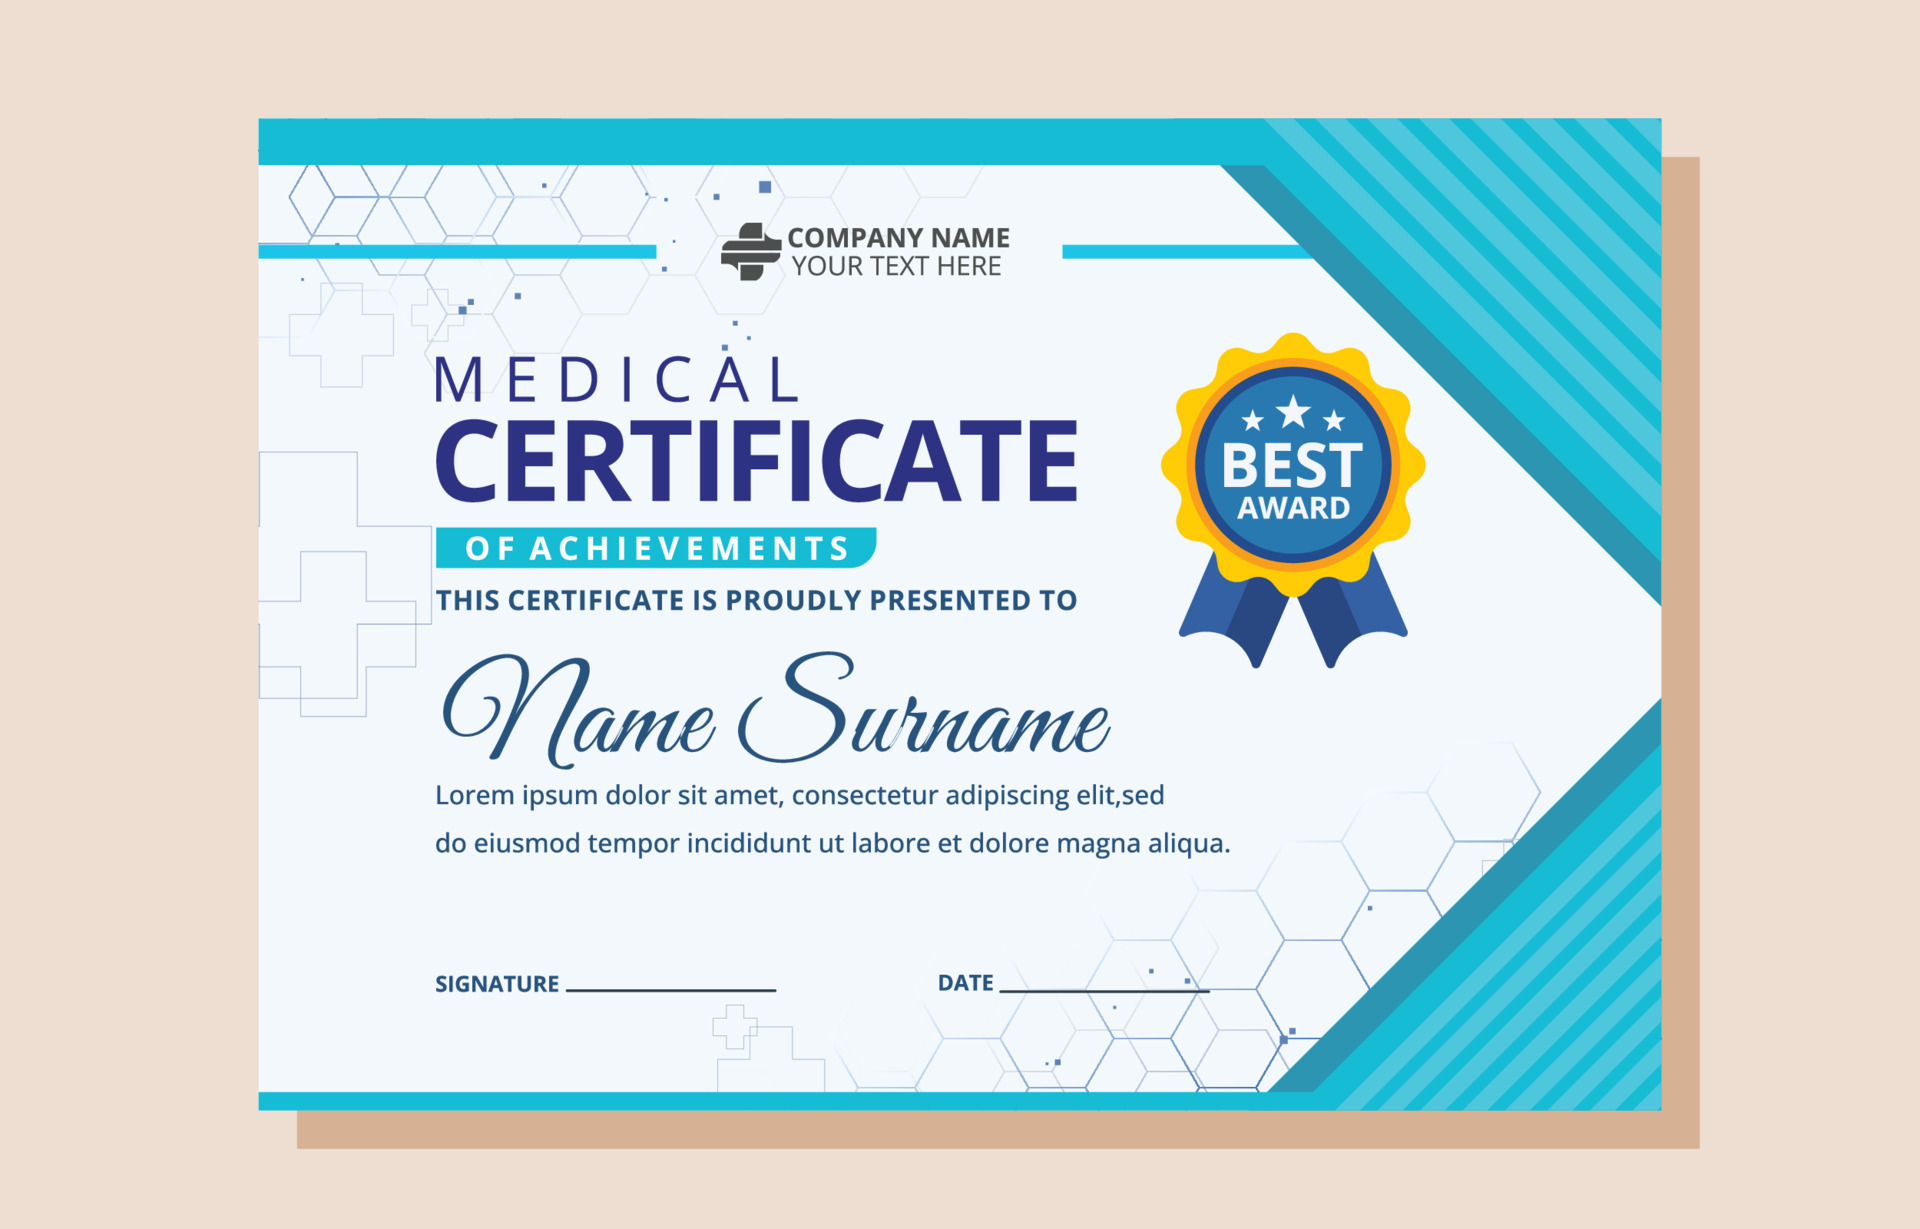 COMPANY NAME
YOUR TEXT HERE
MEDICAL
CERTIFICATE
OF ACHIEVEMENTS
THIS CERTIFICATE IS PROUDLY PRESENTED TO
BEST
AWARD
Name Surname
Lorem ipsum dolor sit amet, consectetur adipiscing elit,sed
do eiusmod tempor incididunt ut labore et dolore magna aliqua.
SIGNATURE
DATE